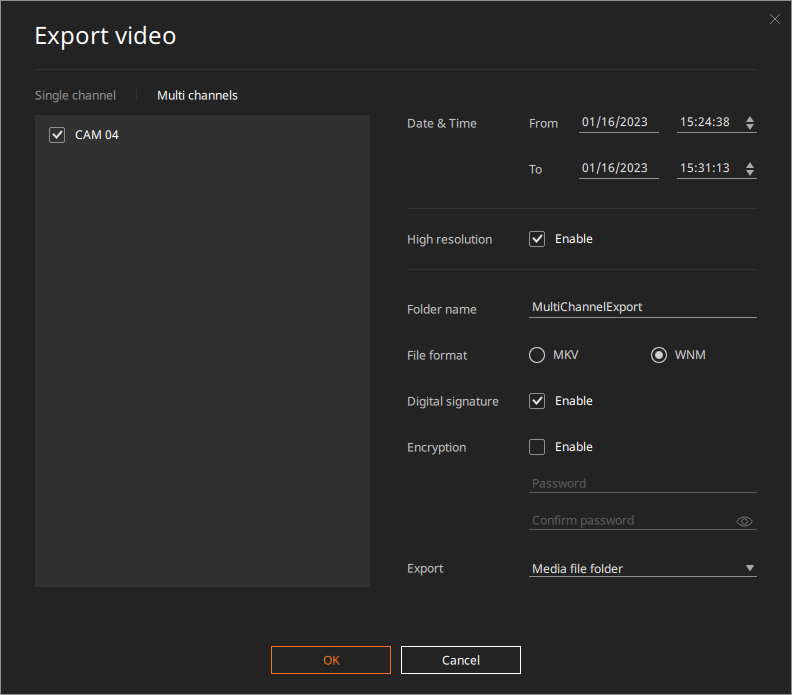 Export video
Single channel
Multi channels
CAM 04
Date & Time
From
01/16/2023
15:24:38
To
01/16/2023
15:31:13
High resolution
Enable
Folder name
MultiChannelExport
File format
MKV
WNM
Digital signature
Enable
Encryption
Enable
Password
Confirm password
Export
Media file folder
OK
Cancel